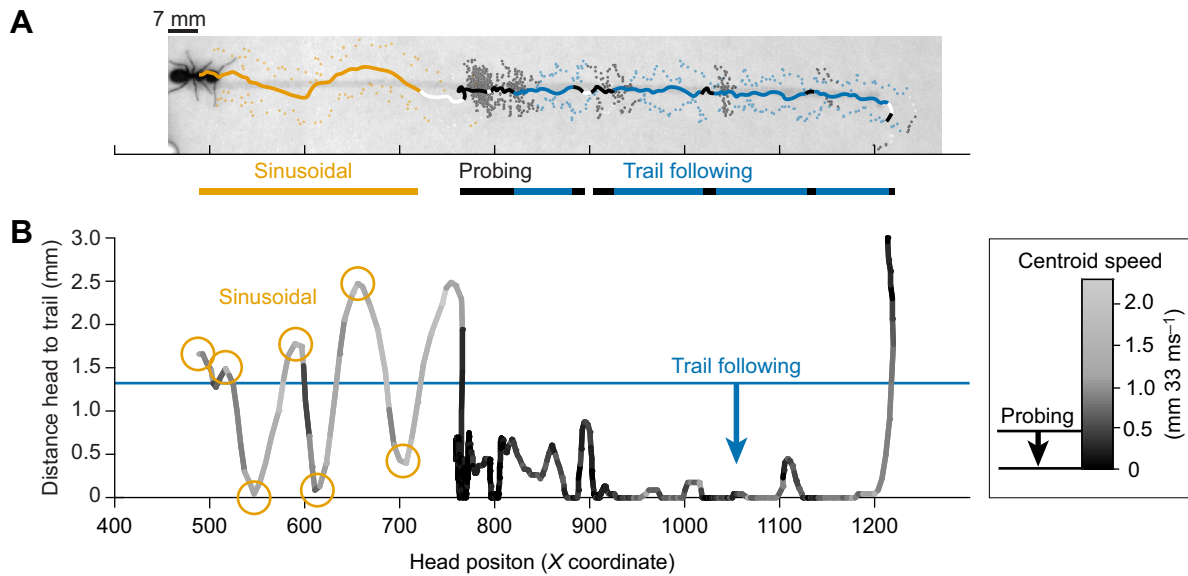 A
7 mm
Sinusoidal
Probing
Trail following
B
Distance head to trail (mm)
3.0
2.5
2.0
1.5
1.0
0.5
0
Sinusoidal
Trail following
400
500
600
700
800
900
1000
1100
1200
Head positon (X coordinate)
Centroid speed
2.0
1.0
0.5
0
(mm 33 ms⁻¹)
Probing